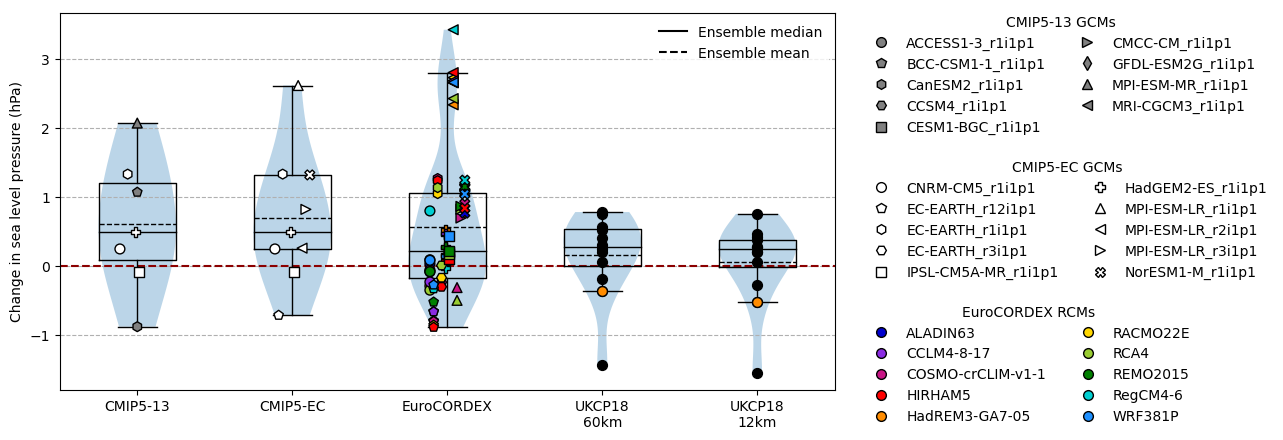 Change in sea level pressure (hPa)
3
2
1
0
−1
Ensemble median
Ensemble mean
CMIP5-13
CMIP5-EC
EuroCORDEX
UKCP18
60km
UKCP18
12km
CMIP5-13 GCMs
ACCESS1-3_r1i1p1
BCC-CSM1-1_r1i1p1
CanESM2_r1i1p1
CCSM4_r1i1p1
CESM1-BGC_r1i1p1
CMCC-CM_r1i1p1
GFDL-ESM2G_r1i1p1
MPI-ESM-MR_r1i1p1
MRI-CGCM3_r1i1p1
CMIP5-EC GCMs
CNRM-CM5_r1i1p1
EC-EARTH_r12i1p1
EC-EARTH_r1i1p1
EC-EARTH_r3i1p1
IPSL-CM5A-MR_r1i1p1
HadGEM2-ES_r1i1p1
MPI-ESM-LR_r1i1p1
MPI-ESM-LR_r2i1p1
MPI-ESM-LR_r3i1p1
NorESM1-M_r1i1p1
EuroCORDEX RCMs
ALADIN63
CCLM4-8-17
COSMO-crCLIM-v1-1
HIRHAM5
HadREM3-GA7-05
RACMO22E
RCA4
REMO2015
RegCM4-6
WRF381P